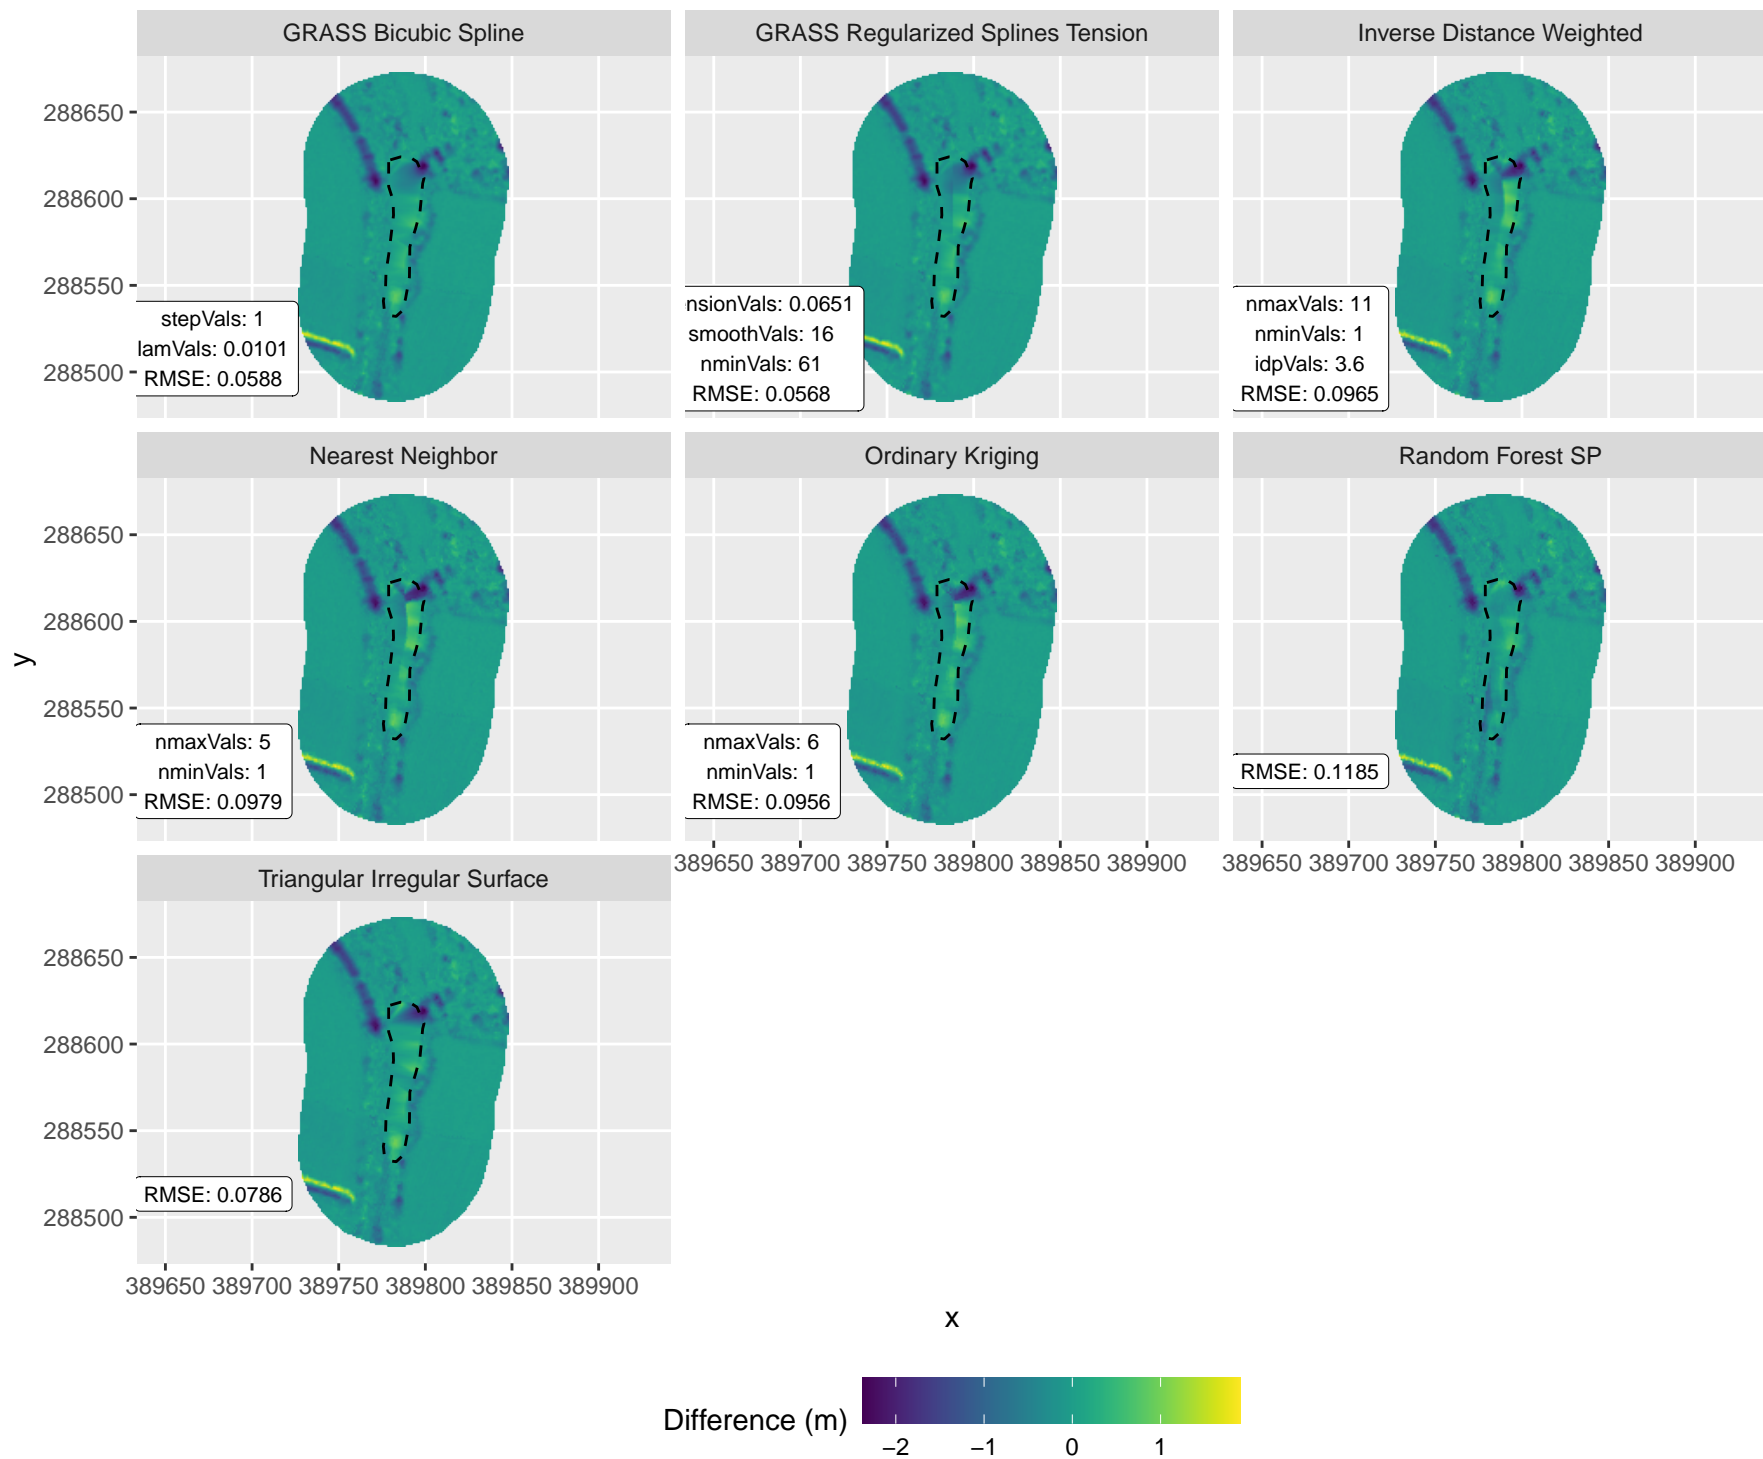 GRASS Bicubic Spline
GRASS Regularized Splines Tension
Inverse Distance Weighted
288650
288600
288550
288500
stepVals: 1
lamVals: 0.0101
RMSE: 0.0588
nsionVals: 0.0651
smoothVals: 16
nminVals: 61
RMSE: 0.0568
nmaxVals: 11
nminVals: 1
idpVals: 3.6
RMSE: 0.0965
Nearest Neighbor
Ordinary Kriging
Random Forest SP
y
288650
288600
288550
288500
nmaxVals: 5
nminVals: 1
RMSE: 0.0979
nmaxVals: 6
nminVals: 1
RMSE: 0.0956
RMSE: 0.1185
389650 389700 389750 389800 389850 389900
389650 389700 389750 389800 389850 389900
Triangular Irregular Surface
288650
288600
288550
288500
RMSE: 0.0786
389650 389700 389750 389800 389850 389900
x
Difference (m)
−2 −1 0 1